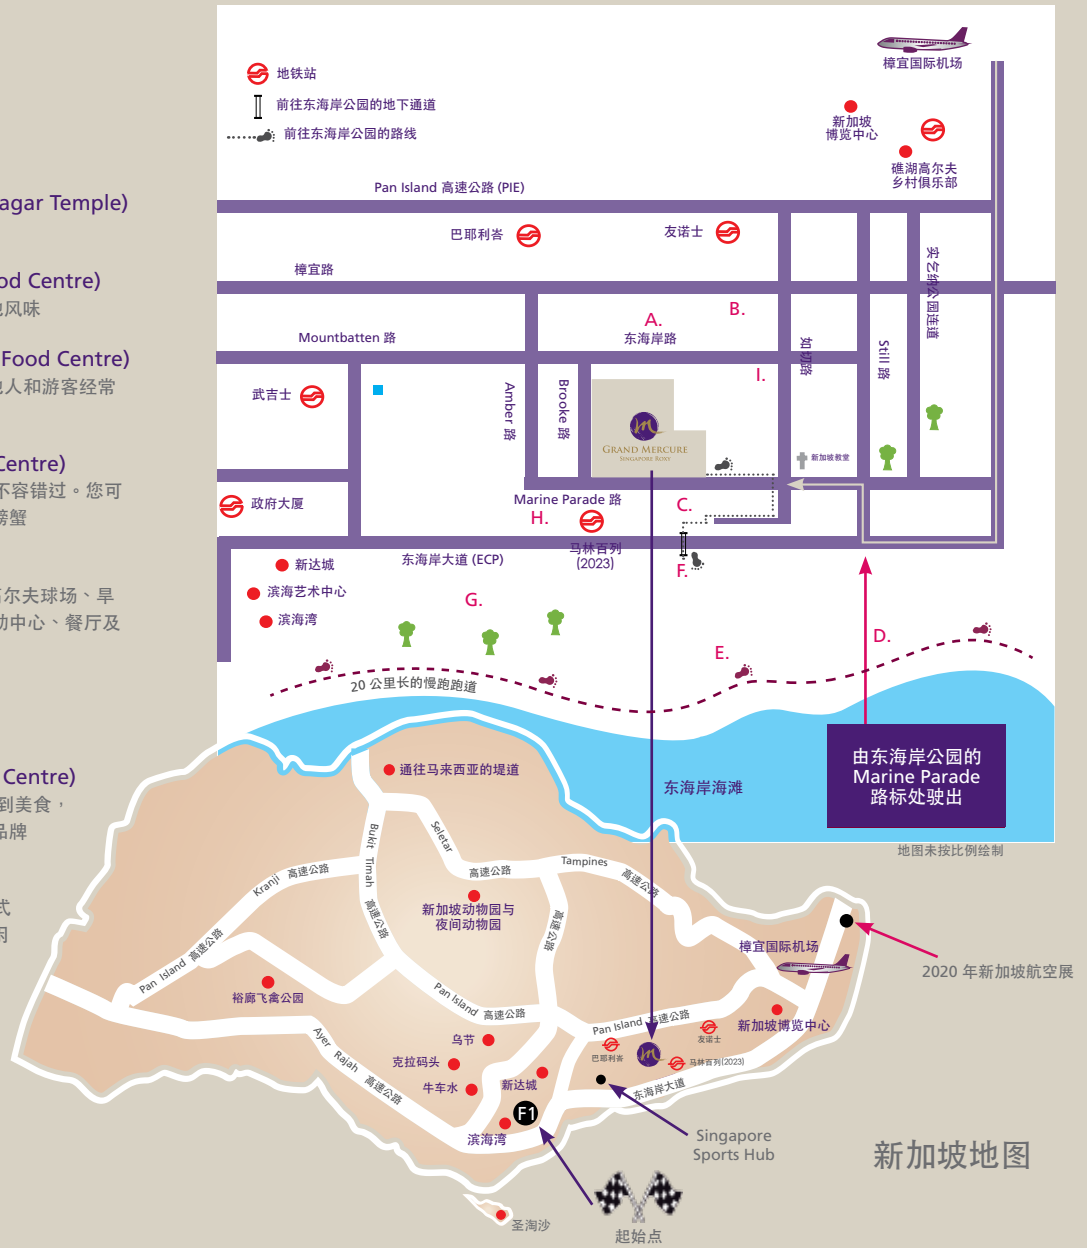 agar Temple)
od Centre)
也风味
Food Centre)
也人和游客经常
Centre)
不容错过。您可
螃蟹
高尔夫球场、旱
动中心、餐厅及
Centre)
到美食，
品牌
式
闲
地铁站
前往东海岸公园的地下通道
前往东海岸公园的路线
樟宜国际机场
新加坡
博览中心
礁湖高尔夫
乡村俱乐部
Pan Island 高速公路 (PIE)
巴耶利峇
友诺士
实乞纳公园连道
樟宜路
A.
B.
Mountbatten 路
东海岸路
如切路
Still 路
I.
武吉士
Amber 路
Brooke 路
GRAND MERCURE
SINGAPORE ROXY
新加坡教堂
政府大厦
Marine Parade 路
H.
C.
马林百列
(2023)
东海岸大道 (ECP)
F.
新达城
滨海艺术中心
滨海湾
G.
D.
E.
20 公里长的慢跑跑道
由东海岸公园的
Marine Parade
路标处驶出
东海岸海滩
地图未按比例绘制
通往马来西亚的堤道
Seletar
高速公路
Bukit Timah 高速公路
Tampines
高速公路
Kranji 高速公路
新加坡动物园与
夜间动物园
高速公路
Pan Island 高速公路
樟宜国际机场
2020 年新加坡航空展
裕廊飞禽公园
Pan Island 高速公路
Pan Island 高速公路
新加坡博览中心
友诺士
巴耶利峇
马林百列(2023)
Ayer Rajah 高速公路
乌节
克拉码头
牛车水
新达城
东海岸大道
F1
滨海湾
Singapore
Sports Hub
新加坡地图
圣淘沙
起始点